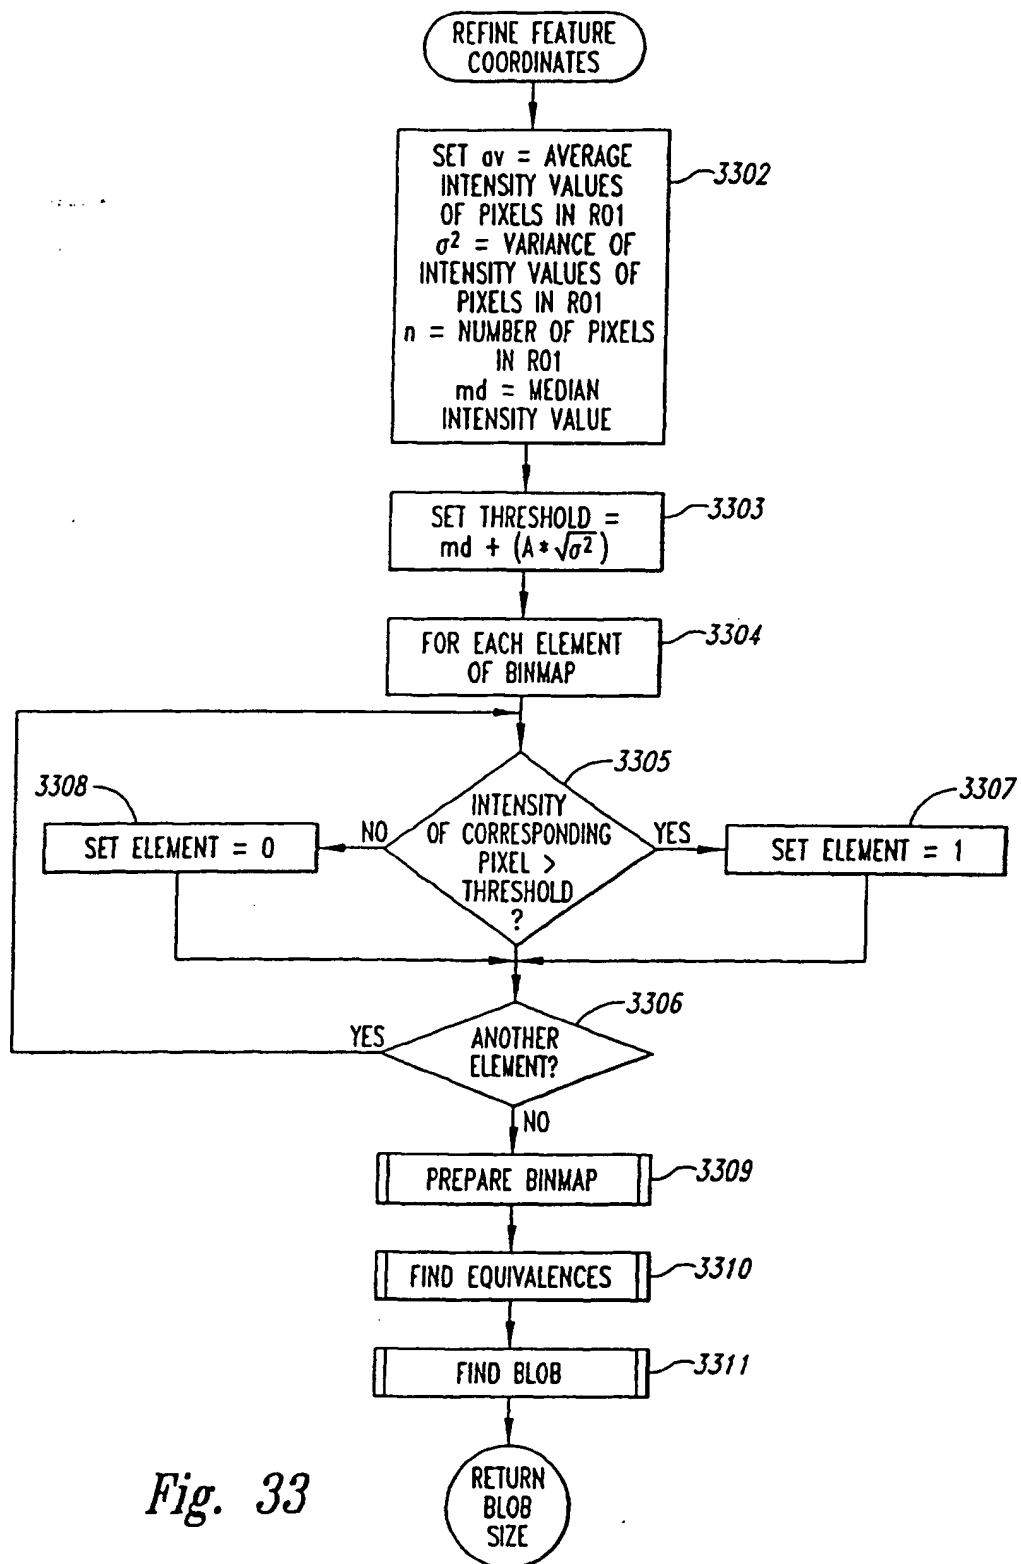 REFINE FEATURE
COORDINATES
SET av = AVERAGE
INTENSITY VALUES
OF PIXELS IN RO1
σ² = VARIANCE OF
INTENSITY VALUES OF
PIXELS IN RO1
n = NUMBER OF PIXELS
IN RO1
md = MEDIAN
INTENSITY VALUE
3302
SET THRESHOLD =
md + (A*√σ²)
3303
FOR EACH ELEMENT
OF BINMAP
3304
3305
INTENSITY
OF CORRESPONDING
PIXEL >
THRESHOLD
?
NO
YES
3308
SET ELEMENT = 0
3307
SET ELEMENT = 1
3306
ANOTHER
ELEMENT?
YES
NO
PREPARE BINMAP
3309
FIND EQUIVALENCES
3310
FIND BLOB
3311
RETURN
BLOB
SIZE
Fig. 33